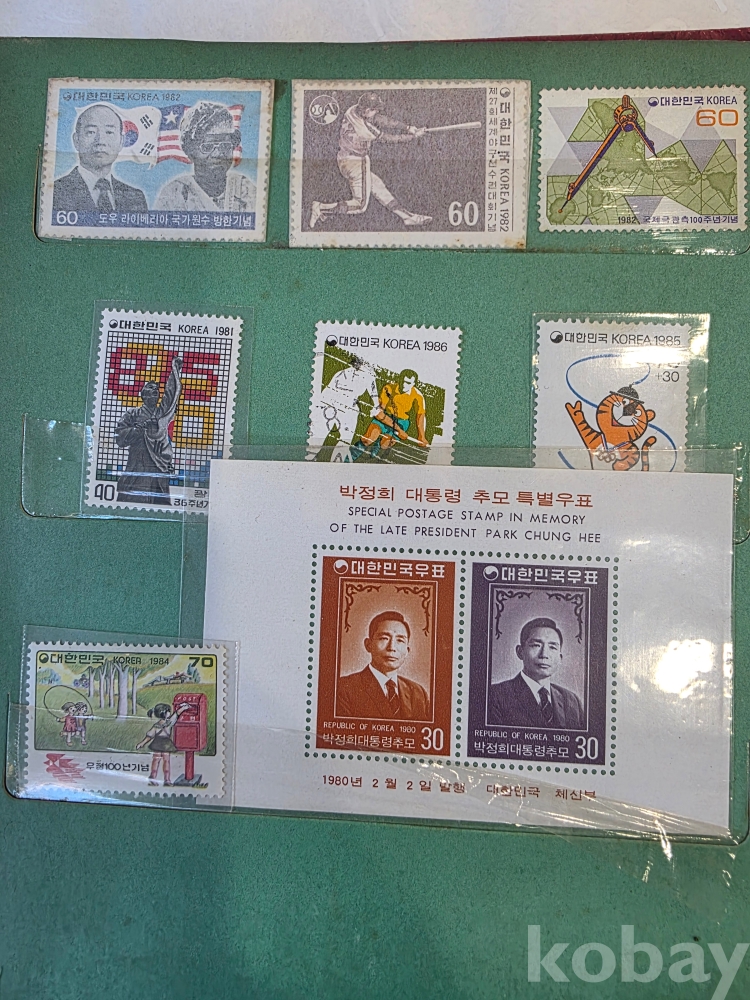 대한민국 KOREA 1982
60
도우 라이베리아 국가원수 방한기념
제27회 세계야구선수권대회기념
대한민국 KOREA 1982
60
대한민국 KOREA
60
1982
100주년기념
대한민국 KOREA 1981
40
36주년기
대한민국 KOREA 1986
대한민국 KOREA 1985
+30
박정희 대통령 추모 특별우표
SPECIAL POSTAGE STAMP IN MEMORY
OF THE LATE PRESIDENT PARK CHUNG HEE
대한민국우표
REPUBLIC OF KOREA 1980
박정희대통령추모 30
대한민국우표
REPUBLIC OF KOREA 1980
박정희대통령추모 30
1980년 2월 2일 발행 대한민국 체신부
대한민국 KOREA 1984 70
POST
우정100년기념
kobay